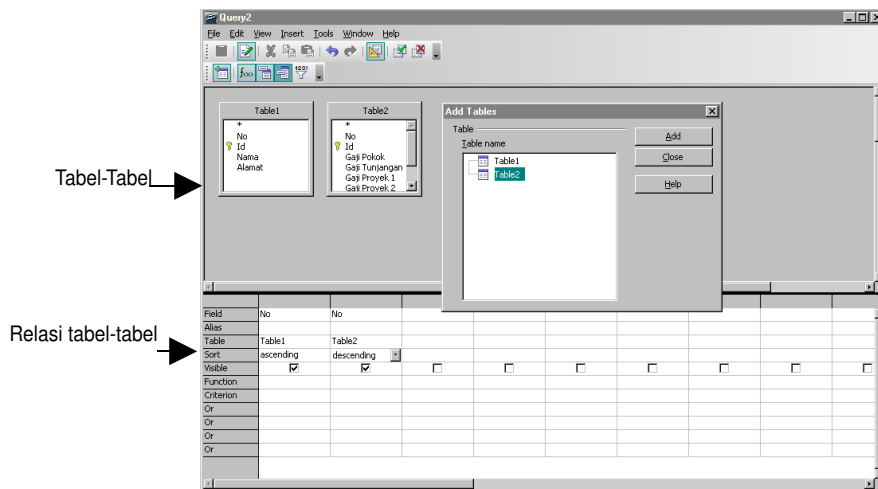 Query2
File Edit View Insert Tools Window Help
Table1
*
No
Id
Nama
Alamat
Table2
*
No
Id
Gaji Pokok
Gaji Tunjangan
Gaji Proyek 1
Gaji Proyek 2
Add Tables
Table
Table name
Table1
Table2
Add
Close
Help
Tabel-Tabel
Relasi tabel-tabel
Field No No
Alias
Table Table1 Table2
Sort ascending descending
Visible
Function
Criterion
Or
Or
Or
Or